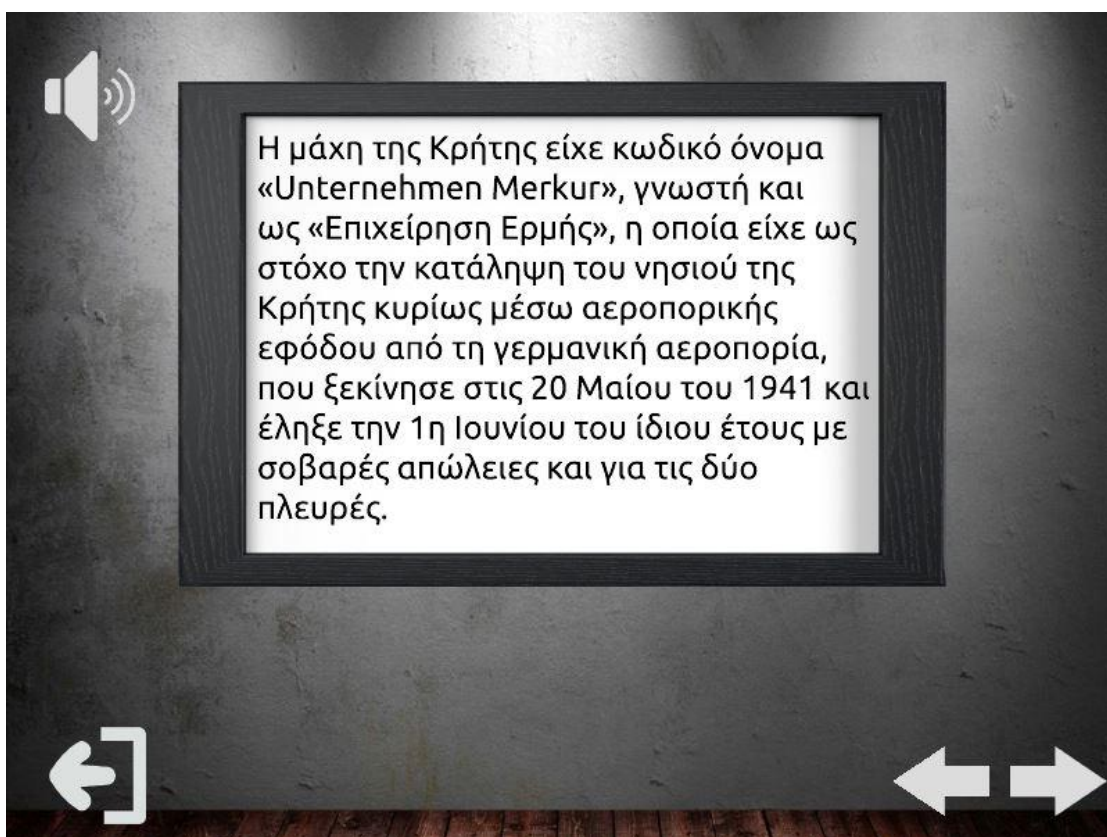 Η μάχη της Κρήτης είχε κωδικό όνομα
«Unternehmen Merkur», γνωστή και
ως «Επιχείρηση Ερμής», η οποία είχε ως
στόχο την κατάληψη του νησιού της
Κρήτης κυρίως μέσω αεροπορικής
εφόδου από τη γερμανική αεροπορία,
που ξεκίνησε στις 20 Μαίου του 1941 και
έληξε την 1η Ιουνίου του ίδιου έτους με
σοβαρές απώλειες και για τις δύο
πλευρές.